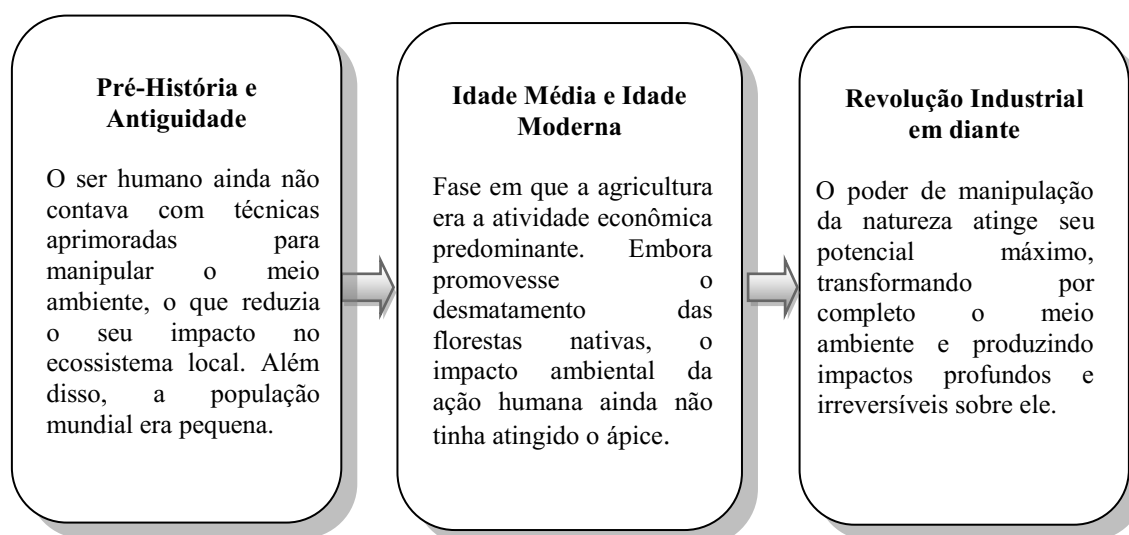 Pré-História e
Antiguidade
O ser humano ainda não
contava com técnicas
aprimoradas para
manipular o meio
ambiente, o que reduzia
o seu impacto no
ecossistema local. Além
disso, a população
mundial era pequena.
Idade Média e Idade
Moderna
Fase em que a agricultura
era a atividade econômica
predominante. Embora
promovesse o
desmatamento das
florestas nativas, o
impacto ambiental da
ação humana ainda não
tinha atingido o ápice.
Revolução Industrial
em diante
O poder de manipulação
da natureza atinge seu
potencial máximo,
transformando por
completo o meio
ambiente e produzindo
impactos profundos e
irreversíveis sobre ele.